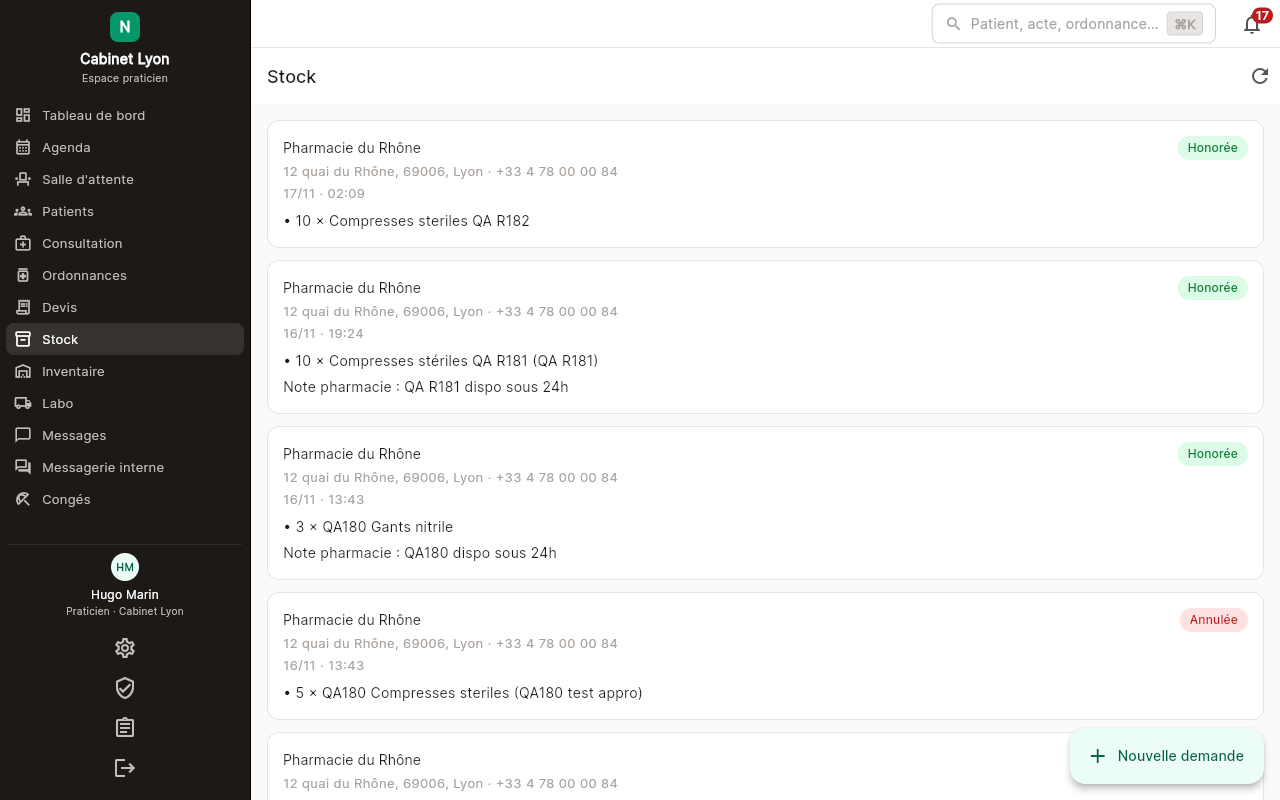 N
Cabinet Lyon
Espace praticien
Tableau de bord
Agenda
Salle d'attente
Patients
Consultation
Ordonnances
Devis
Stock
Inventaire
Labo
Messages
Messagerie interne
Congés
HM
Hugo Marin
Praticien · Cabinet Lyon
Patient, acte, ordonnance... ⌘K
17
Stock
Pharmacie du Rhône
Honorée
12 quai du Rhône, 69006, Lyon · +33 4 78 00 00 84
17/11 · 02:09
• 10 × Compresses steriles QA R182
Pharmacie du Rhône
Honorée
12 quai du Rhône, 69006, Lyon · +33 4 78 00 00 84
16/11 · 19:24
• 10 × Compresses stériles QA R181 (QA R181)
Note pharmacie : QA R181 dispo sous 24h
Pharmacie du Rhône
Honorée
12 quai du Rhône, 69006, Lyon · +33 4 78 00 00 84
16/11 · 13:43
• 3 × QA180 Gants nitrile
Note pharmacie : QA180 dispo sous 24h
Pharmacie du Rhône
Annulée
12 quai du Rhône, 69006, Lyon · +33 4 78 00 00 84
16/11 · 13:43
• 5 × QA180 Compresses steriles (QA180 test appro)
Pharmacie du Rhône
12 quai du Rhône, 69006, Lyon · +33 4 78 00 00 84
Nouvelle demande